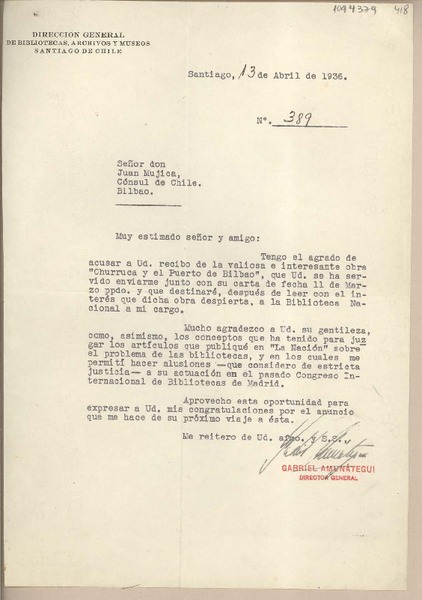 1094379 418
DIRECCION GENERAL
DE BIBLIOTECAS, ARCHIVOS Y MUSEOS
SANTIAGO DE CHILE
Santiago, 13 de Abril de 1936.
Nº. 389
Señor don
Juan Mujica,
Cónsul de Chile.
Bilbao.
Muy estimado señor y amigo:
Tengo el agrado de
acusar a Ud. recibo de la valiosa e interesante obra
"Churruca y el Puerto de Bilbao", que Ud. se ha ser-
vido enviarme junto con su carta de fecha 11 de Mar-
zo ppdo. y que destinaré, después de leer con el in-
terés que dicha obra despierta, a la Biblioteca Na-
cional a mi cargo.
Mucho agradezco a Ud. su gentileza,
como, asimismo, los conceptos que ha tenido para juz
gar los artículos que publiqué en "La Nación" sobre
el problema de las bibliotecas, y en los cuales me
permití hacer alusiones —que considero de estricta
justicia— a su actuación en el pasado Congreso In-
ternacional de Bibliotecas de Madrid.
Aprovecho esta oportunidad para
expresar a Ud. mis congratulaciones por el anuncio
que me hace de su próximo viaje a ésta.
Me reitero de Ud. afmo. y S.S.,
GABRIEL AMUNATEGUI
DIRECTOR GENERAL